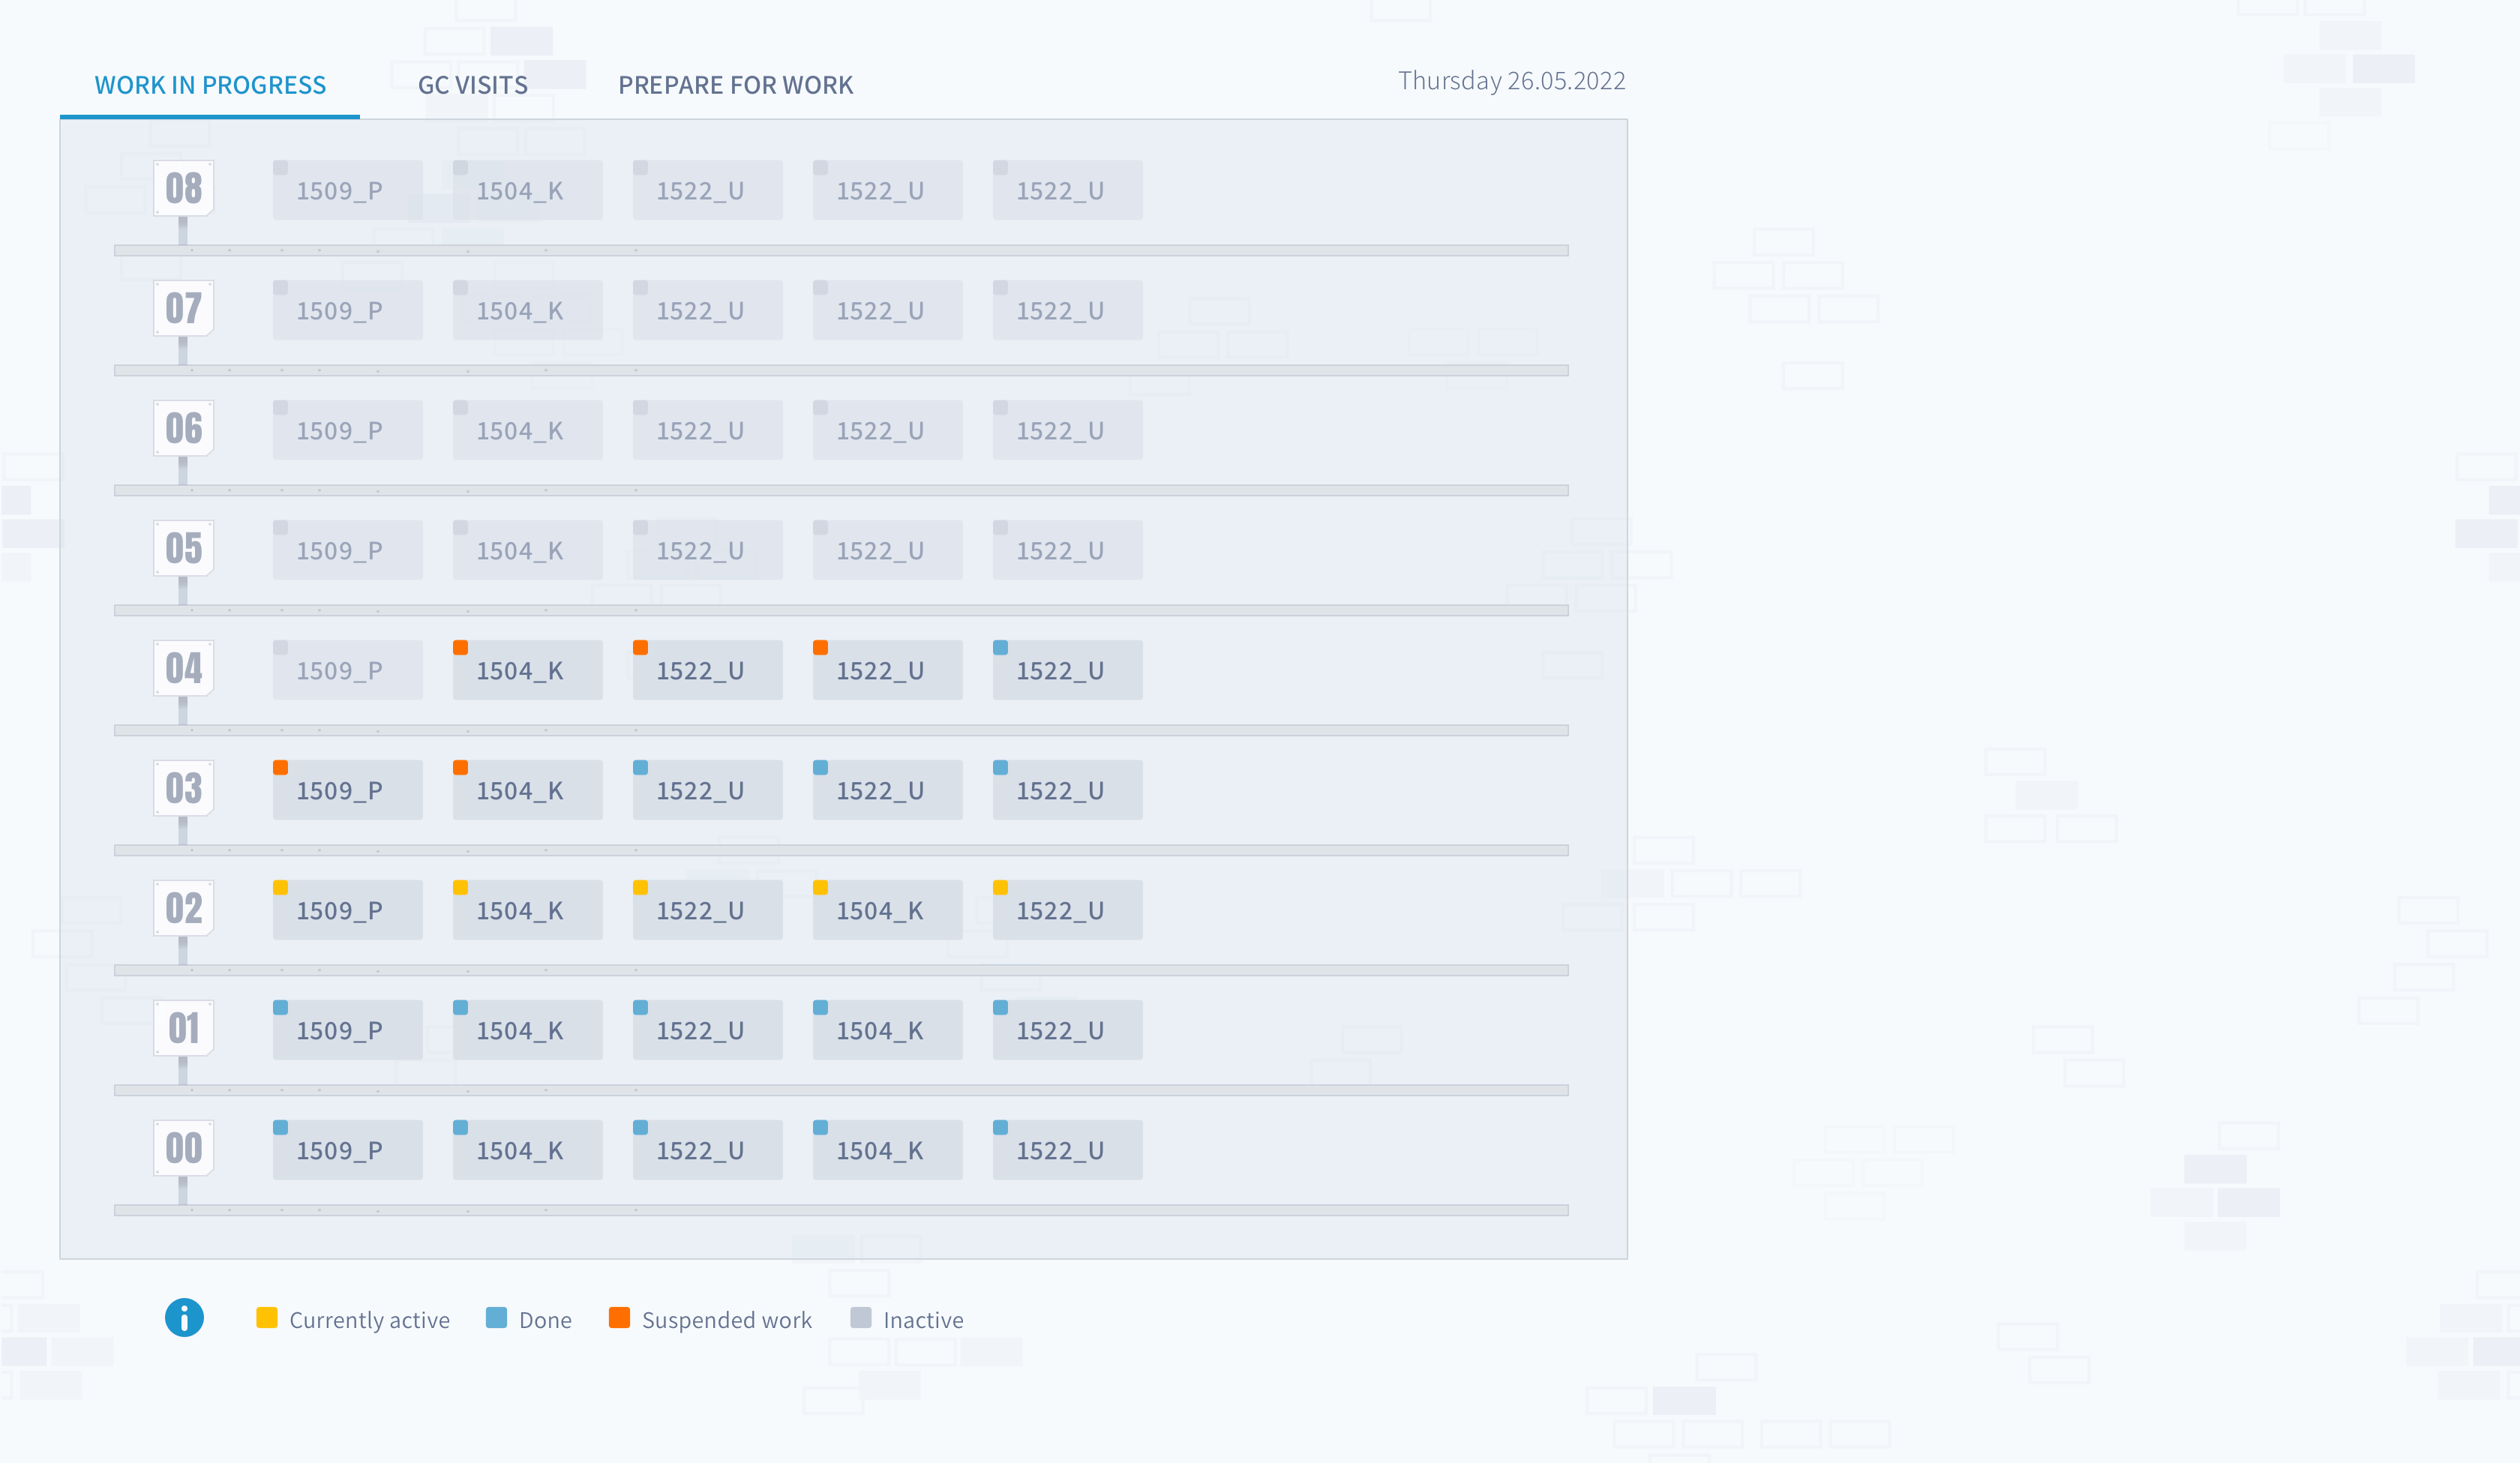 WORK IN PROGRESS GC VISITS PREPARE FOR WORK Thursday 26.05.2022
08 1509_P 1504_K 1522_U 1522_U 1522_U
07 1509_P 1504_K 1522_U 1522_U 1522_U
06 1509_P 1504_K 1522_U 1522_U 1522_U
05 1509_P 1504_K 1522_U 1522_U 1522_U
04 1509_P 1504_K 1522_U 1522_U 1522_U
03 1509_P 1504_K 1522_U 1522_U 1522_U
02 1509_P 1504_K 1522_U 1504_K 1522_U
01 1509_P 1504_K 1522_U 1504_K 1522_U
00 1509_P 1504_K 1522_U 1504_K 1522_U
Currently active Done Suspended work Inactive